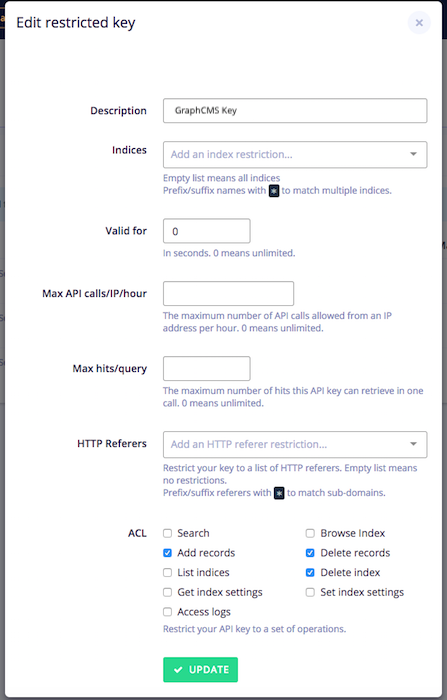 Edit restricted key
×
Description
GraphCMS Key
Indices
Add an index restriction...
Empty list means all indices
Prefix/suffix names with * to match multiple indices.
Valid for
0
In seconds. 0 means unlimited.
Max API calls/IP/hour
The maximum number of API calls allowed from an IP
address per hour. 0 means unlimited.
Max hits/query
The maximum number of hits this API key can retrieve in one
call. 0 means unlimited.
HTTP Referers
Add an HTTP referer restriction...
Restrict your key to a list of HTTP referers. Empty list means
no restrictions.
Prefix/suffix referers with * to match sub-domains.
ACL
Search
Browse Index
Add records
Delete records
List indices
Delete index
Get index settings
Set index settings
Access logs
Restrict your API key to a set of operations.
UPDATE